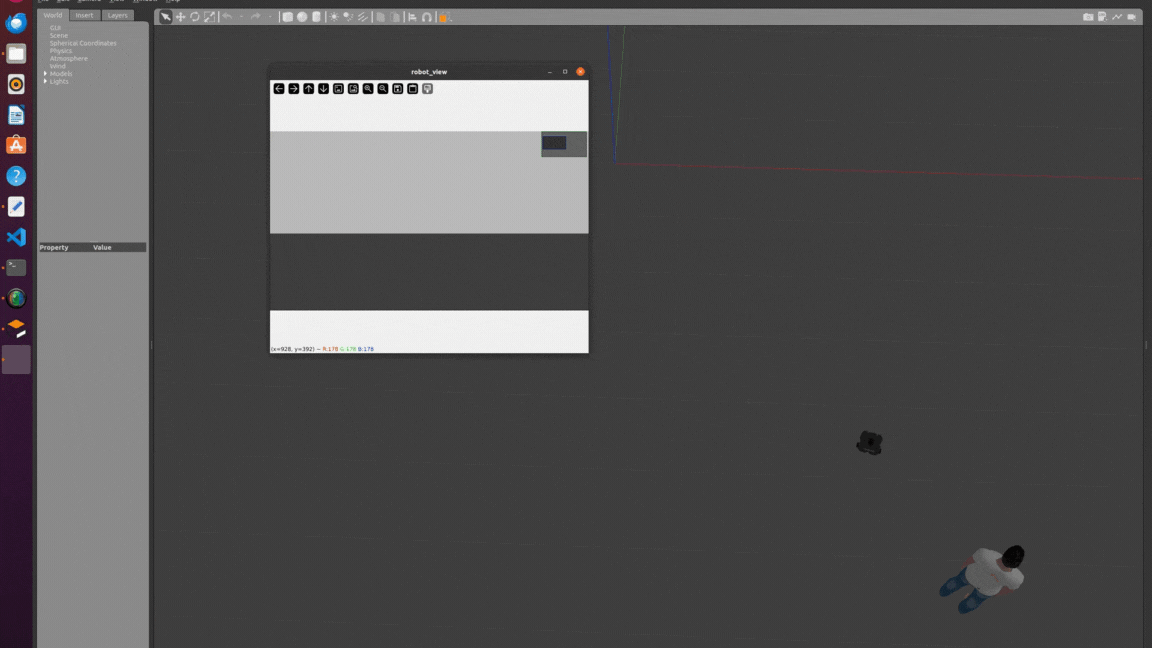 World Insert Layers
GUI
Scene
Spherical Coordinates
Physics
Atmosphere
Wind
Models
Lights
Property Value
robot_view
(x=928, y=392) ~ R:178 G:178 B:178